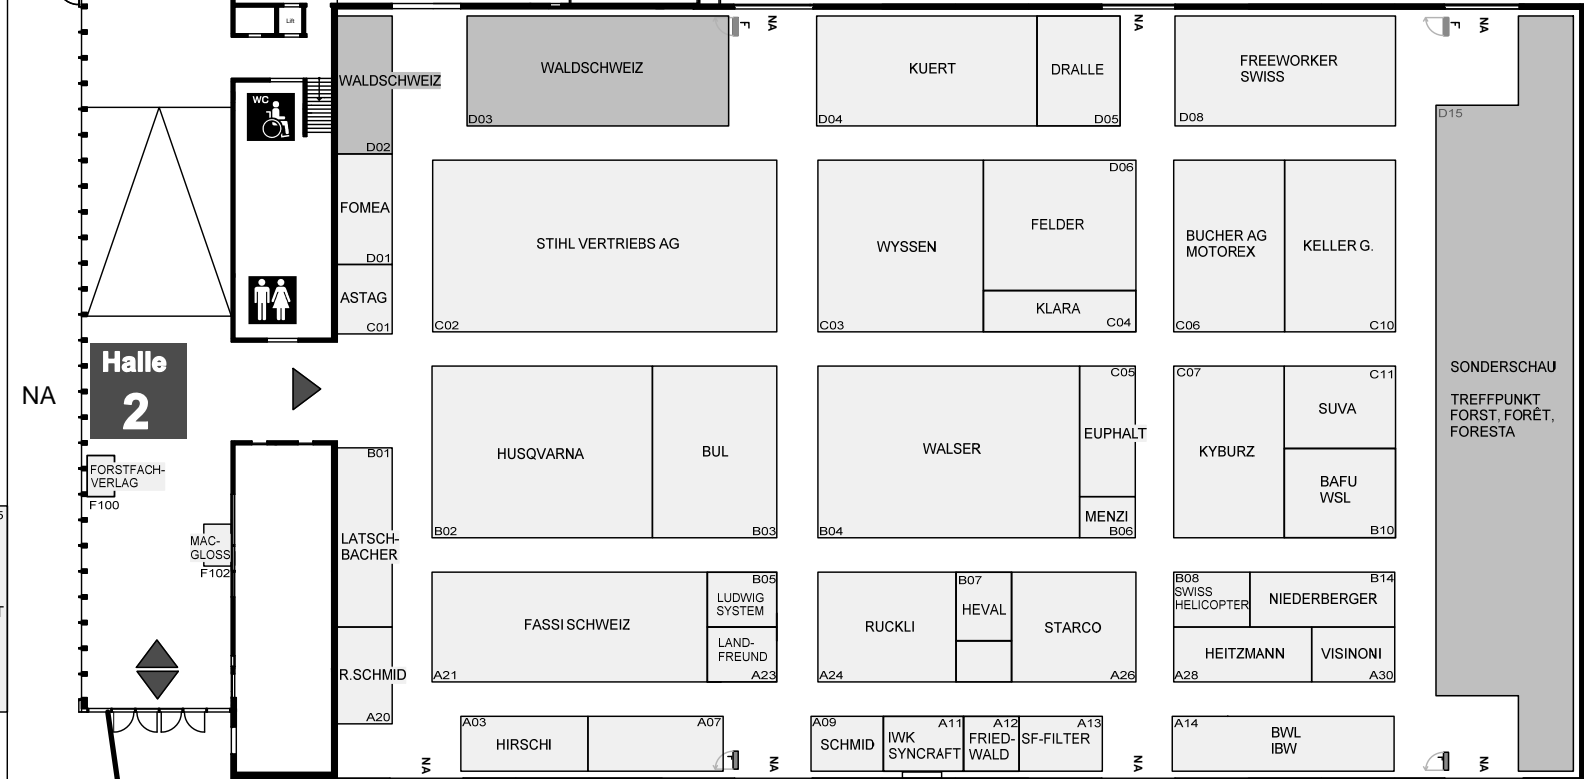 Lift
F
NA
NA
F
NA
WALDSCHWEIZ
D02
WALDSCHWEIZ
D03
KUERT
D04
DRALLE
D05
FREEWORKER
SWISS
D08
D15
WC
FOMEA
D01
ASTAG
C01
STIHL VERTRIEBS AG
C02
WYSSEN
C03
D06
FELDER
KLARA
C04
BUCHER AG
MOTOREX
C06
KELLER G.
C10
Halle
2
NA
SONDERSCHAU
TREFFPUNKT
FORST, FORÊT,
FORESTA
HUSQVARNA
B02
BUL
B03
WALSER
B04
C05
EUPHALT
MENZI
B06
C07
KYBURZ
C11
SUVA
BAFU
WSL
B10
FORSTFACH-
VERLAG
F100
MAC-
GLOSS
F102
B01
LATSCH-
BACHER
R.SCHMID
A20
FASSI SCHWEIZ
A21
B05
LUDWIG
SYSTEM
LAND-
FREUND
A23
RUCKLI
A24
B07
HEVAL
STARCO
A26
B08
SWISS
HELICOPTER
B14
NIEDERBERGER
HEITZMANN
A28
VISINONI
A30
A03
HIRSCHI
A07
A09
SCHMID
A11
IWK
SYNCRAFT
A12
FRIED-
WALD
A13
SF-FILTER
A14
BWL
IBW
NA
F
NA
NA
F
NA